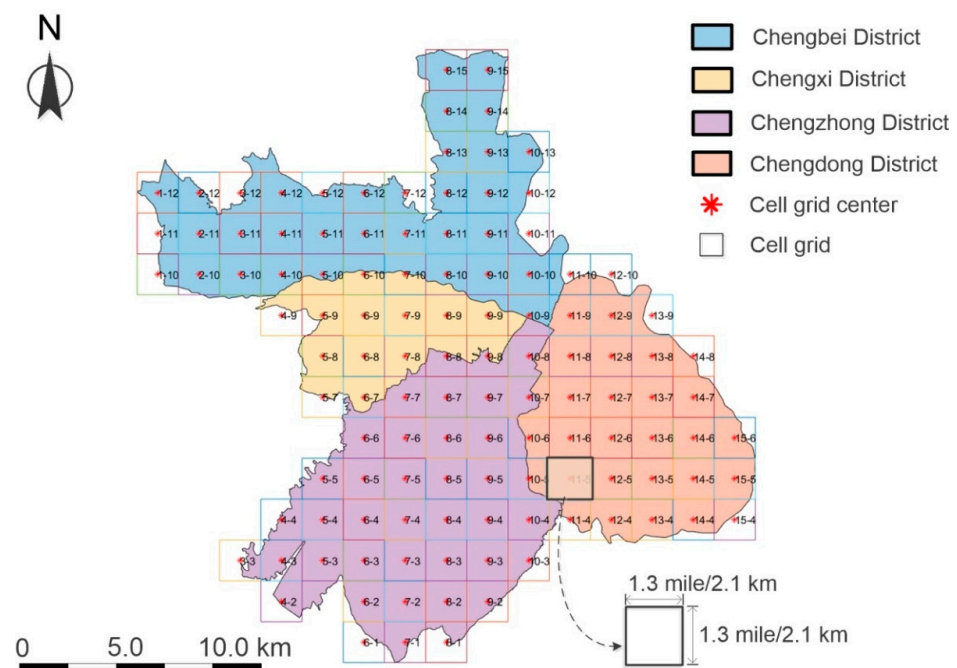 N
Chengbei District
Chengxi District
Chengzhong District
Chengdong District
Cell grid center
Cell grid
8-15 9-15
8-14 9-14
8-13 9-13 10-13
1-12 2-12 3-12 4-12 5-12 6-12 7-12 8-12 9-12 10-12
1-11 2-11 3-11 4-11 5-11 6-11 7-11 8-11 9-11 10-11
1-10 2-10 3-10 4-10 5-10 6-10 7-10 8-10 9-10 10-10 11-10 12-10
4-9 5-9 6-9 7-9 8-9 9-9 10-9 11-9 12-9 13-9
5-8 6-8 7-8 8-8 9-8 10-8 11-8 12-8 13-8 14-8
5-7 6-7 7-7 8-7 9-7 10-7 11-7 12-7 13-7 14-7
6-6 7-6 8-6 9-6 10-6 11-6 12-6 13-6 14-6 15-6
5-5 6-5 7-5 8-5 9-5 11-5 12-5 13-5 14-5 15-5
4-4 5-4 6-4 7-4 8-4 9-4 10-4 11-4 12-4 13-4 14-4 15-4
3-3 4-3 5-3 6-3 7-3 8-3 9-3 10-3
4-2 6-2 7-2 8-2 9-2
6-1 7-1 8-1
1.3 mile/2.1 km
1.3 mile/2.1 km
0 5.0 10.0 km